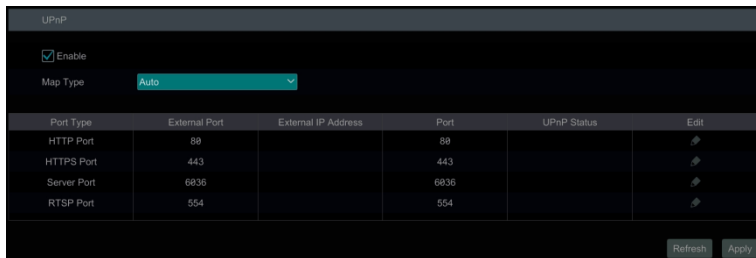 UPnP
Enable
Map Type Auto
Port Type External Port External IP Address Port UPnP Status Edit
HTTP Port 80 80
HTTPS Port 443 443
Server Port 6036 6036
RTSP Port 554 554
Refresh Apply